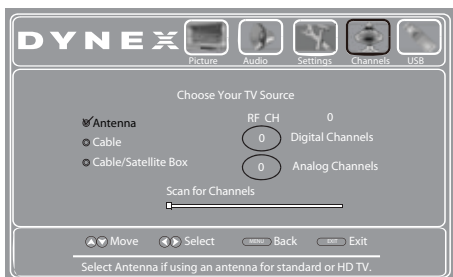 DYNEX
Picture Audio Settings Channels USB
Choose Your TV Source
Antenna
Cable
Cable/Satellite Box
RF CH 0
0 Digital Channels
0 Analog Channels
Scan for Channels
Move Select MENU Back EXIT Exit
Select Antenna if using an antenna for standard or HD TV.